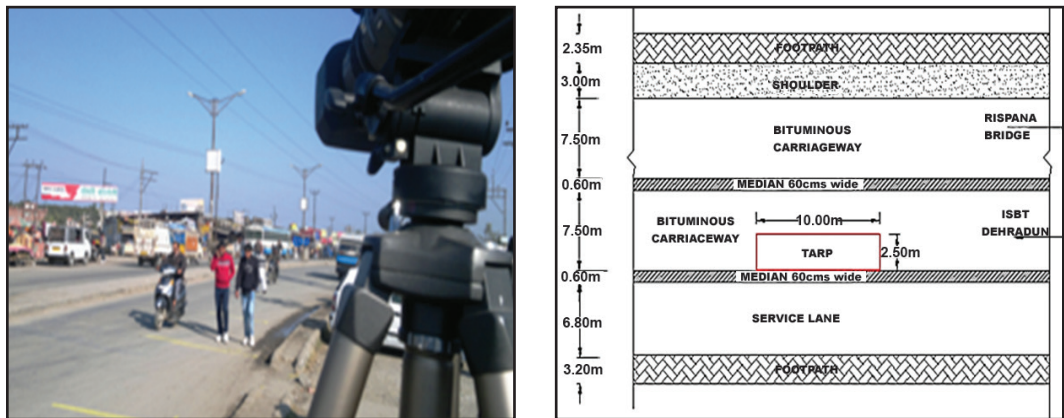 2.35m
FOOTPATH
3.00m
SHOULDER
7.50m
BITUMINOUS
CARRIAGEWAY
RISPANA
BRIDGE
0.60m
MEDIAN 60cms wide
7.50m
BITUMINOUS
CARRIACEWAY
10.00m
ISBT
DEHRADUN
TARP
2.50m
0.60m
MEDIAN 60cms wide
6.80m
SERVICE LANE
3.20m
FOOTPATH